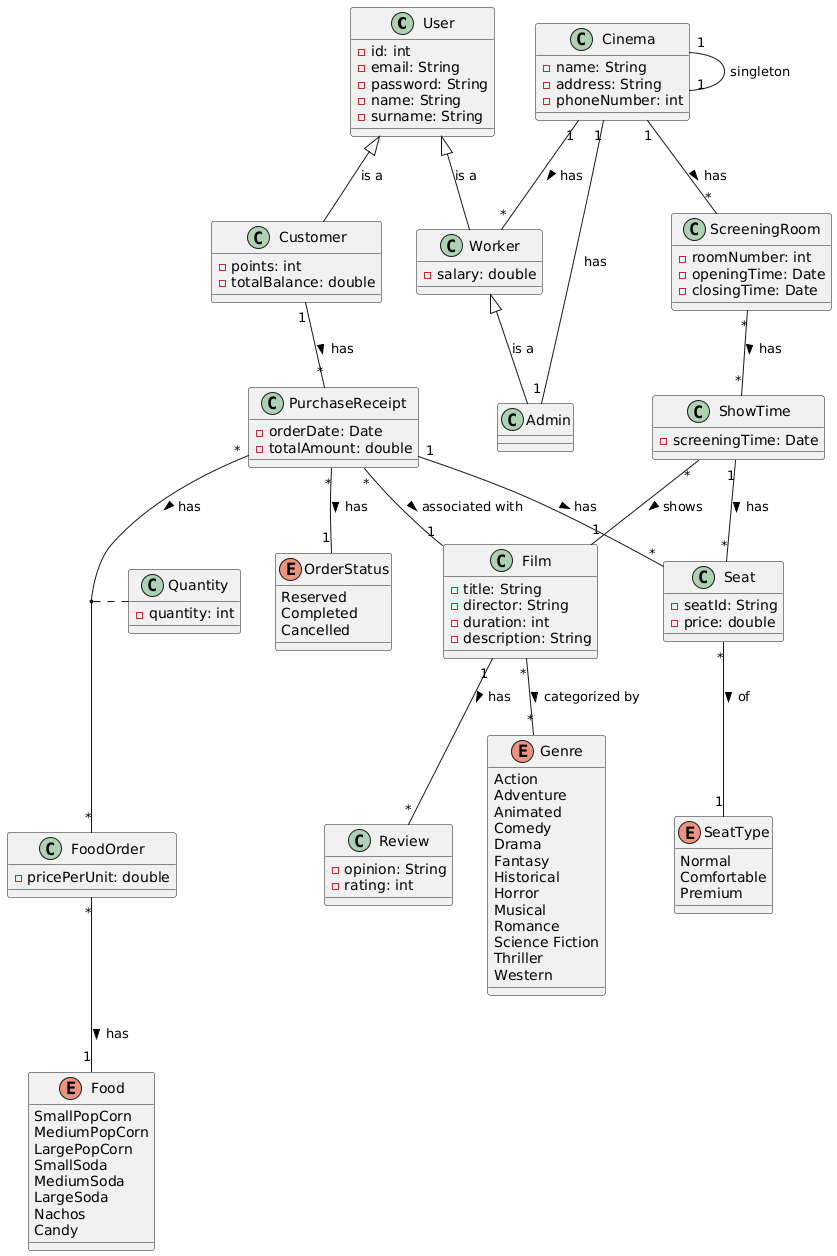 C User
id: int
email: String
password: String
name: String
surname: String
C Cinema
name: String
address: String
phoneNumber: int
1
1
singleton
is a
is a
1
has
*
1
has
1
1
has
*
C Customer
points: int
totalBalance: double
C Worker
salary: double
C ScreeningRoom
roomNumber: int
openingTime: Date
closingTime: Date
1
has
*
is a
*
has
*
C PurchaseReceipt
orderDate: Date
totalAmount: double
C Admin
C ShowTime
screeningTime: Date
*
has
*
has
1
*
associated with
1
1
has
*
*
shows
1
1
has
*
C Quantity
quantity: int
E OrderStatus
Reserved
Completed
Cancelled
C Film
title: String
director: String
duration: int
description: String
C Seat
seatId: String
price: double
*
1
has
*
*
categorized by
*
*
of
1
C FoodOrder
pricePerUnit: double
C Review
opinion: String
rating: int
E Genre
Action
Adventure
Animated
Comedy
Drama
Fantasy
Historical
Horror
Musical
Romance
Science Fiction
Thriller
Western
E SeatType
Normal
Comfortable
Premium
*
has
1
E Food
SmallPopCorn
MediumPopCorn
LargePopCorn
SmallSoda
MediumSoda
LargeSoda
Nachos
Candy